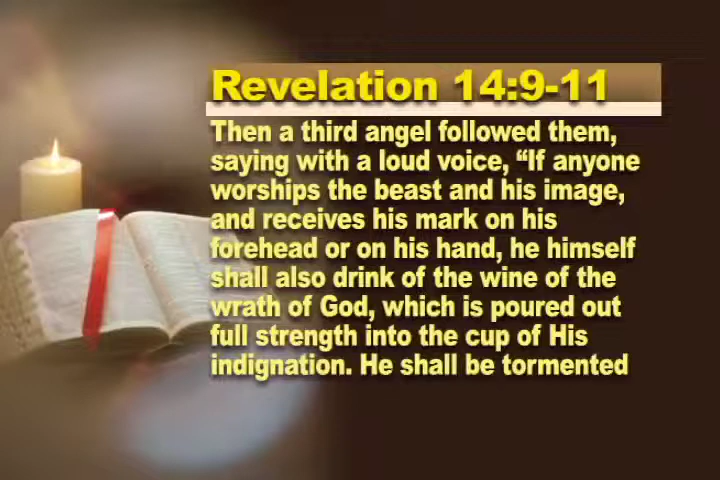 Revelation 14:9-11
Then a third angel followed them,
saying with a loud voice, “If anyone
worships the beast and his image,
and receives his mark on his
forehead or on his hand, he himself
shall also drink of the wine of the
wrath of God, which is poured out
full strength into the cup of His
indignation. He shall be tormented